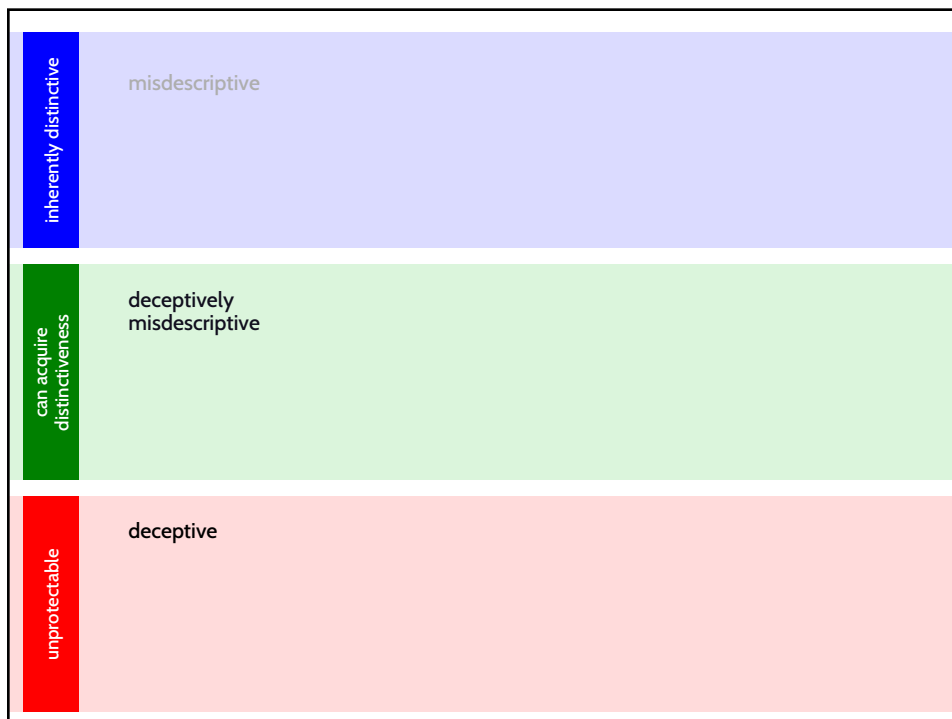 inherently distinctive
misdescriptive
can acquire
distinctiveness
deceptively
misdescriptive
unprotectable
deceptive